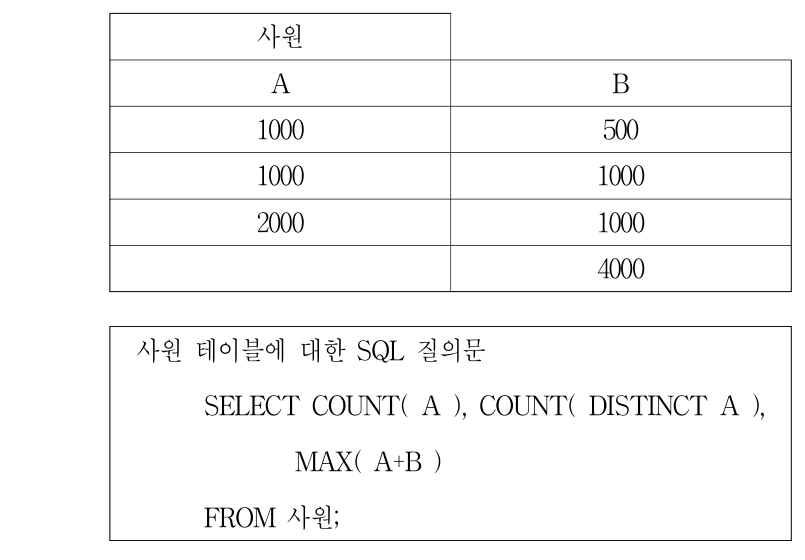 사원
A B
1000 500
1000 1000
2000 1000
4000
사원 테이블에 대한 SQL 질의문
SELECT COUNT( A ), COUNT( DISTINCT A ),
MAX( A+B )
FROM 사원;